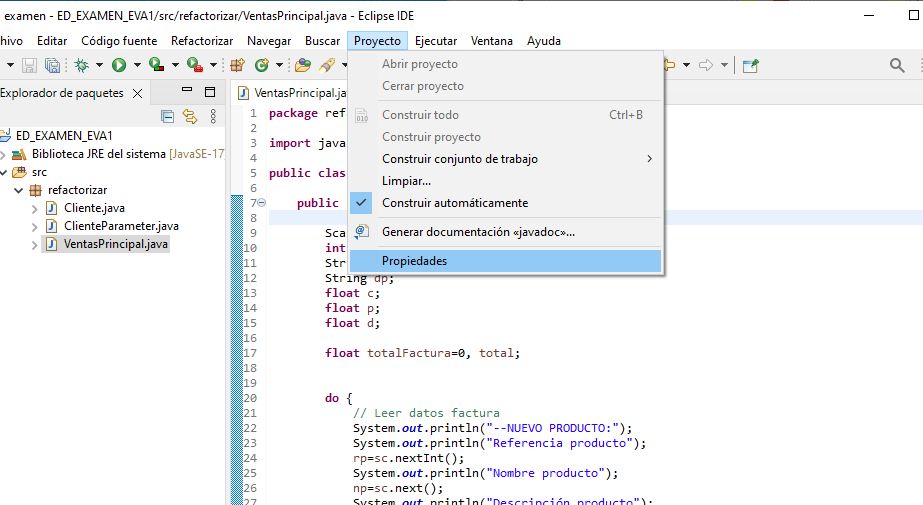 examen - ED_EXAMEN_EVA1/src/refactorizar/VentasPrincipal.java - Eclipse IDE
hivo Editar Código fuente Refactorizar Navegar Buscar Proyecto Ejecutar Ventana Ayuda
Abrir proyecto
Cerrar proyecto
Construir todo Ctrl+B
Construir proyecto
Construir conjunto de trabajo
Limpiar...
Construir automáticamente
Generar documentación «javadoc»...
Propiedades
Explorador de paquetes
ED_EXAMEN_EVA1
Biblioteca JRE del sistema [JavaSE-17
src
refactorizar
Cliente.java
ClienteParameter.java
VentasPrincipal.java
VentasPrincipal.ja
1 package ref
2
3 import java
4
5 public clas
6
7 public
8
9 Sca
10 int
11 Str
12 String dp;
13 float c;
14 float p;
15 float d;
16
17 float totalFactura=0, total;
18
19
20 do {
21 // Leer datos factura
22 System.out.println("--NUEVO PRODUCTO:");
23 System.out.println("Referencia producto");
24 rp=sc.nextInt();
25 System.out.println("Nombre producto");
26 np=sc.next();
27 System.out.println("Descripción producto");